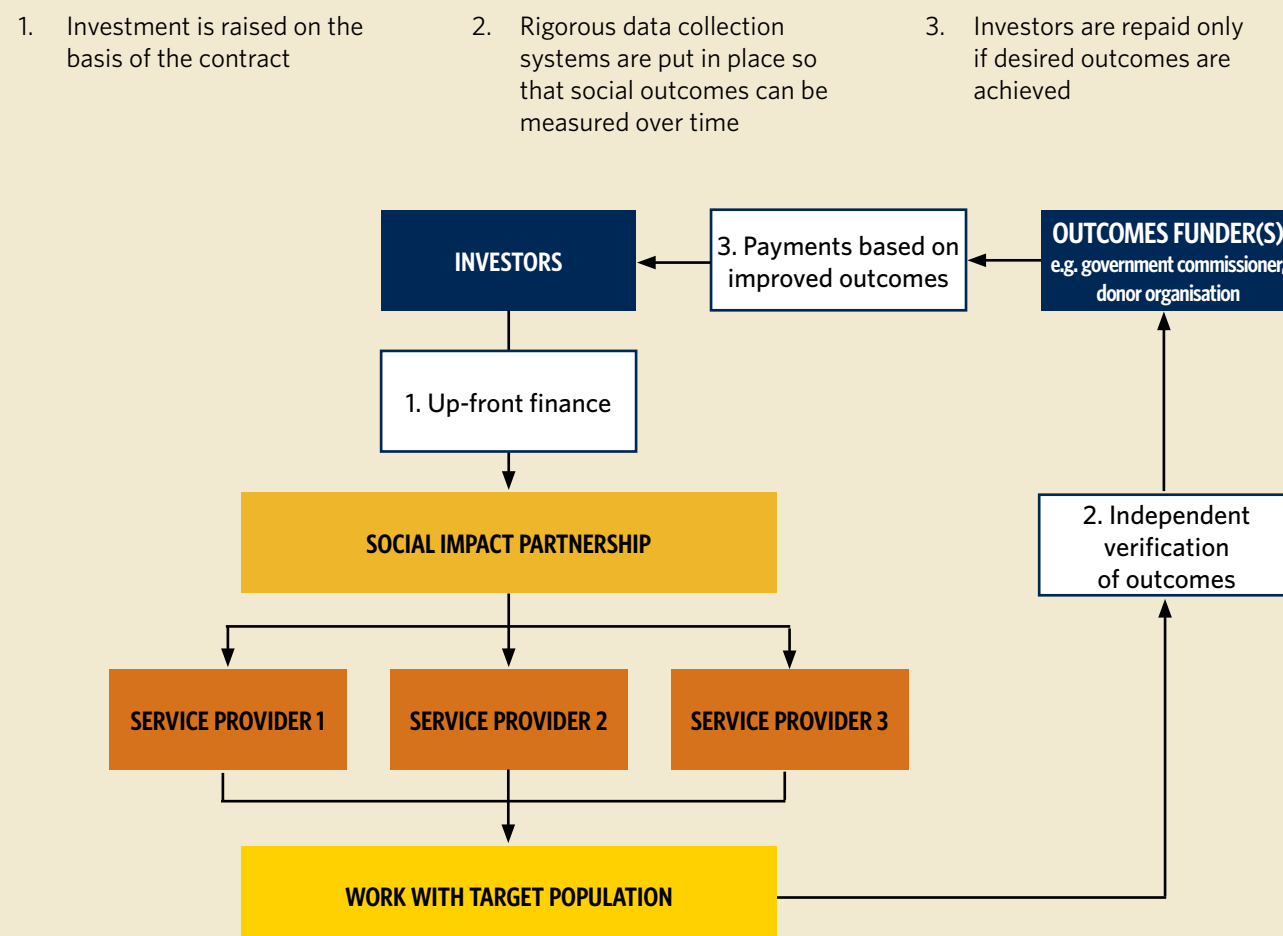 1. Investment is raised on the
basis of the contract
2. Rigorous data collection
systems are put in place so
that social outcomes can be
measured over time
3. Investors are repaid only
if desired outcomes are
achieved
INVESTORS
3. Payments based on
improved outcomes
OUTCOMES FUNDER(S)
e.g. government commissioner,
donor organisation
1. Up-front finance
SOCIAL IMPACT PARTNERSHIP
2. Independent
verification
of outcomes
SERVICE PROVIDER 1
SERVICE PROVIDER 2
SERVICE PROVIDER 3
WORK WITH TARGET POPULATION